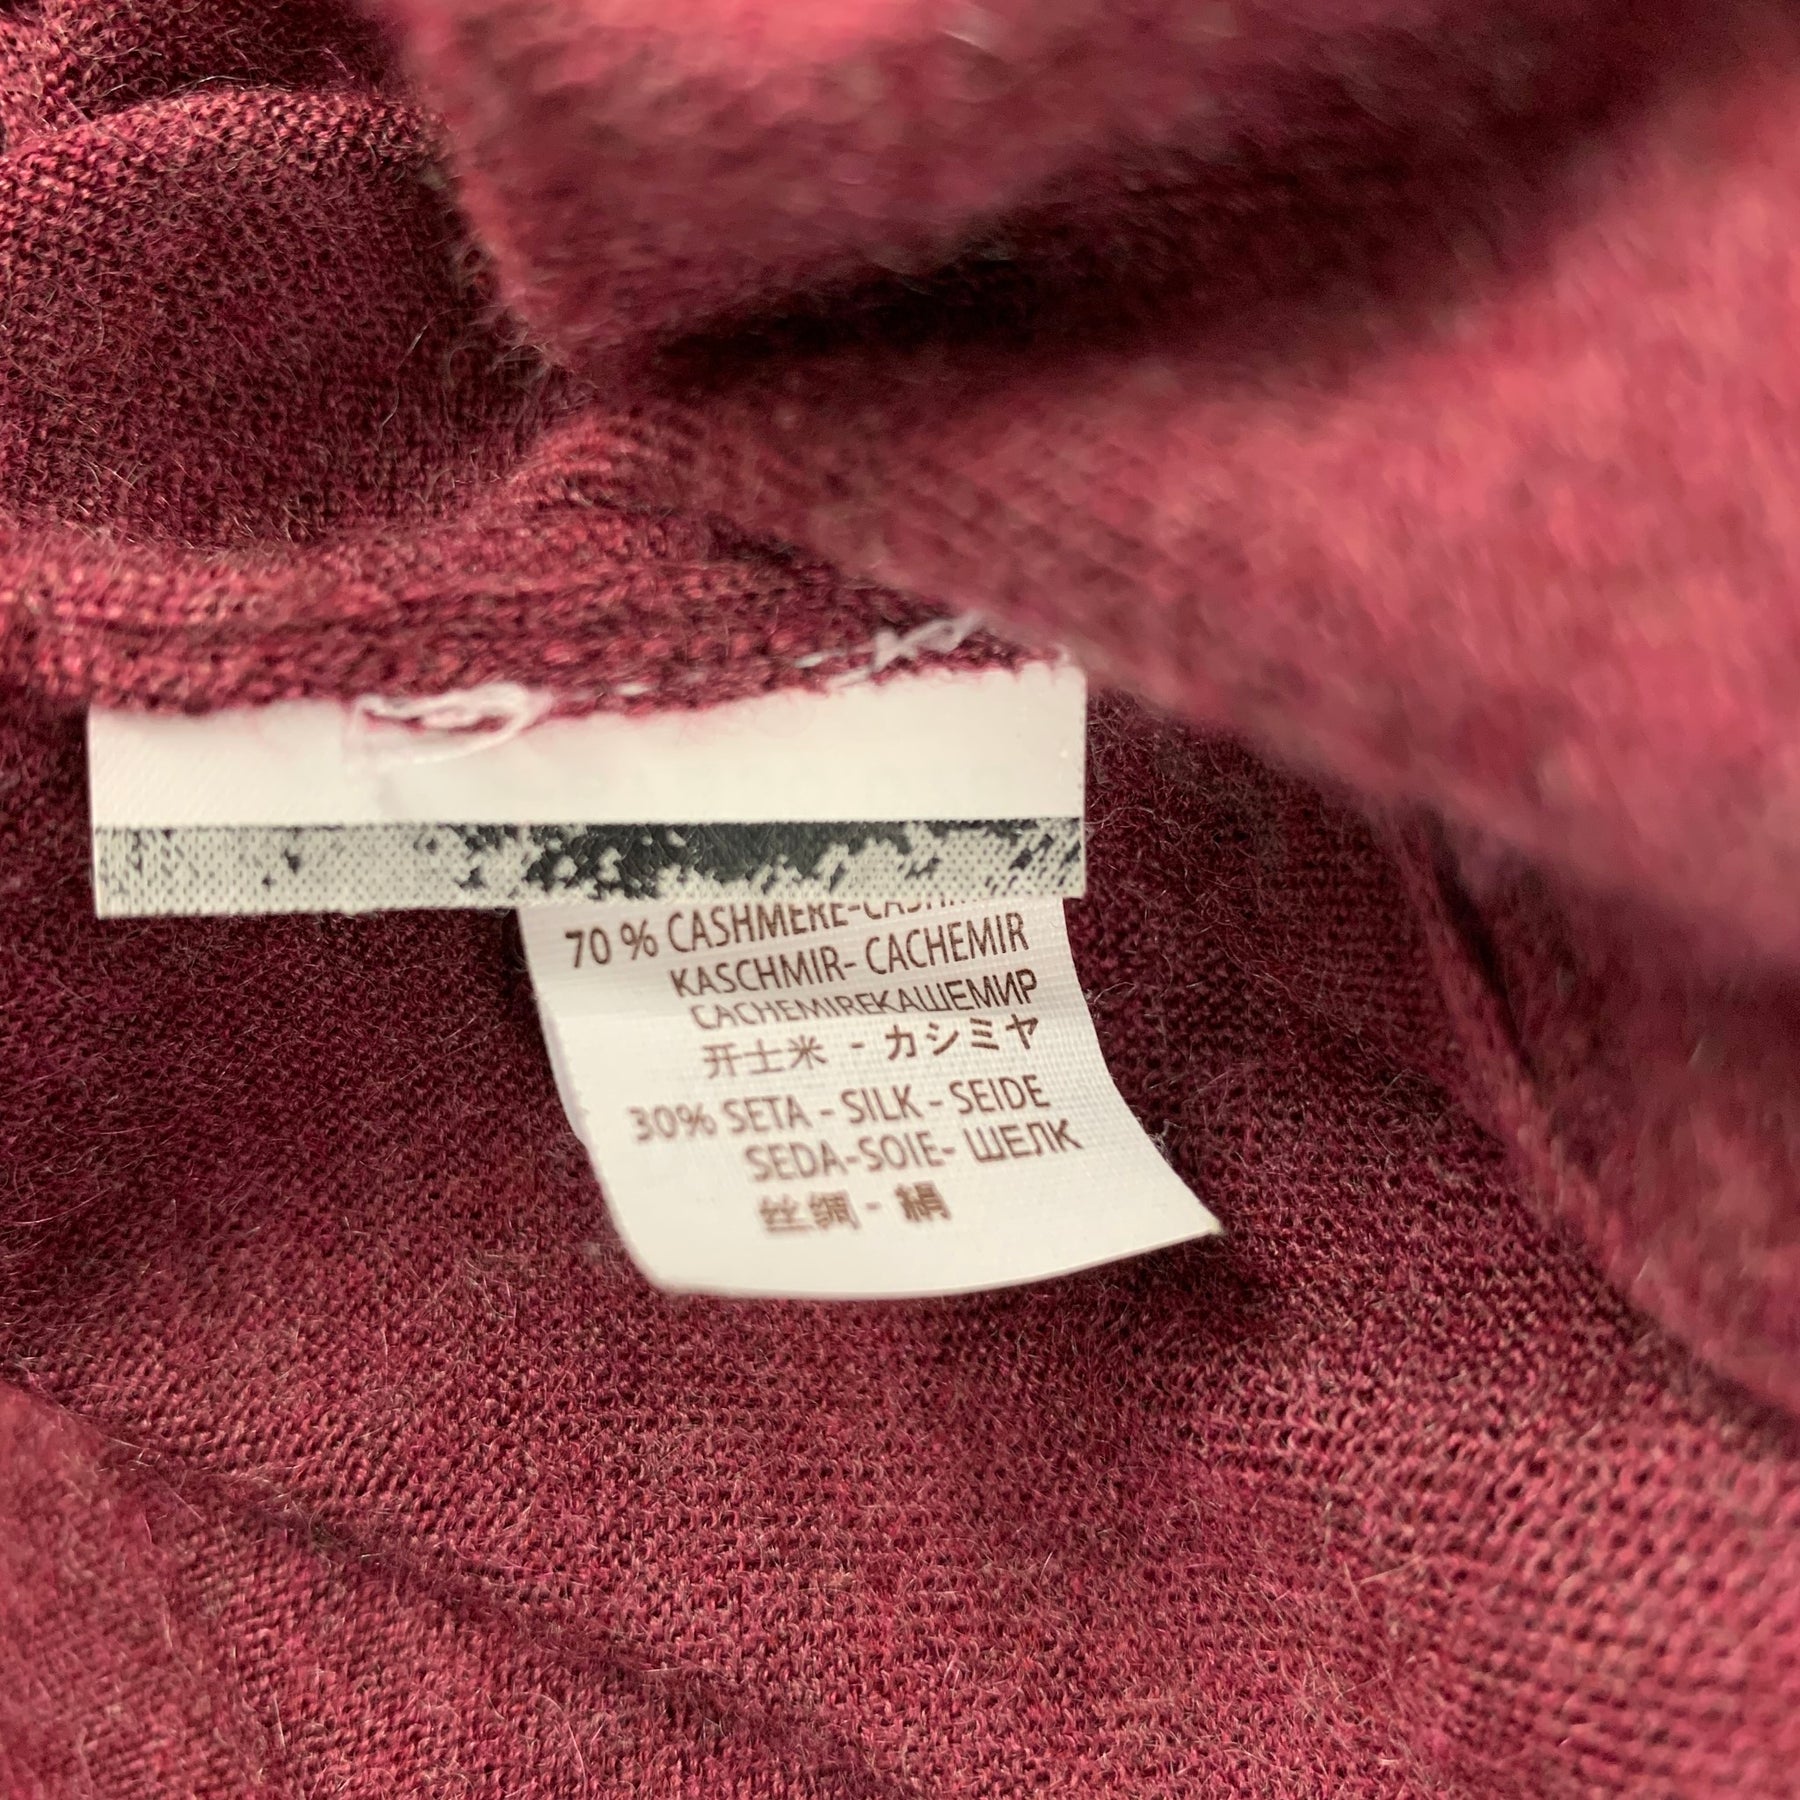 70 % CASHMERE-
KASCHMIR- CACHEMIR
CACHEMIREКАШЕМИР
开士米 - カシミヤ
30% SETA - SILK - SEIDE
SEDA-SOIE- ШЕЛК
丝绸 - 絹